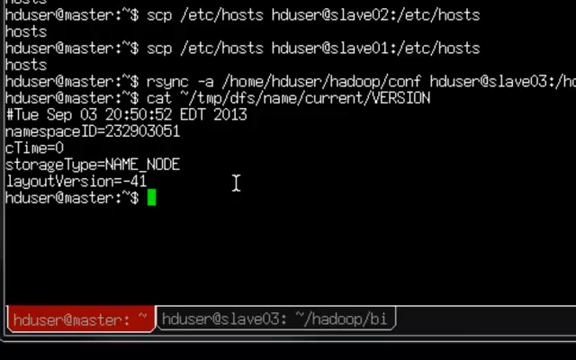 hosts
hduser@master:~$ scp /etc/hosts hduser@slave02:/etc/hosts
hosts
hduser@master:~$ scp /etc/hosts hduser@slave01:/etc/hosts
hosts
hduser@master:~$ rsync -a /home/hduser/hadoop/conf hduser@slave03:/ho
hduser@master:~$ cat ~/tmp/dfs/name/current/VERSION
#Tue Sep 03 20:50:52 EDT 2013
namespaceID=232903051
cTime=0
storageType=NAME_NODE
layoutVersion=-41
hduser@master:~$
hduser@master: ~
hduser@slave03: ~/hadoop/bi